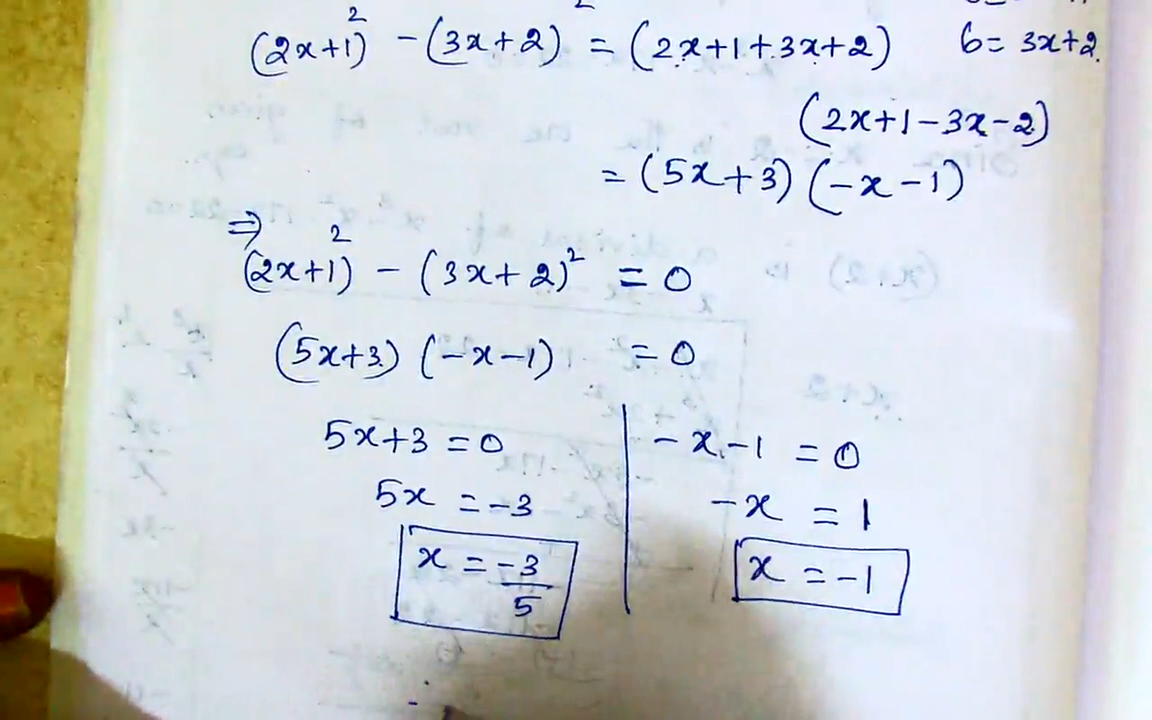 (2x+1)² - (3x+2)² = (2x+1+3x+2) b = 3x+2
(2x+1-3x-2)
= (5x+3) (-x-1)
⇒
(2x+1)² - (3x+2)² = 0
(5x+3) (-x-1) = 0
5x+3 = 0 -x-1 = 0
5x = -3 -x = 1
x = -3/5 x = -1